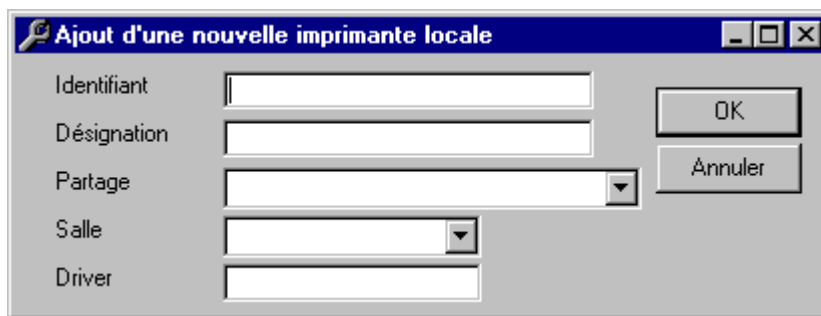 Ajout d'une nouvelle imprimante locale
Identifiant
OK
Désignation
Annuler
Partage
Salle
Driver